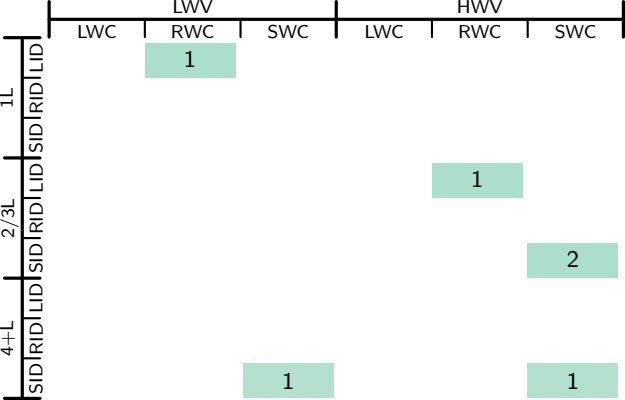 LWV HWV
LWC RWC SWC LWC RWC SWC
1L
LID 1
RID
SID
2/3L
LID 1
RID
SID 2
4+L
LID
RID
SID 1 1